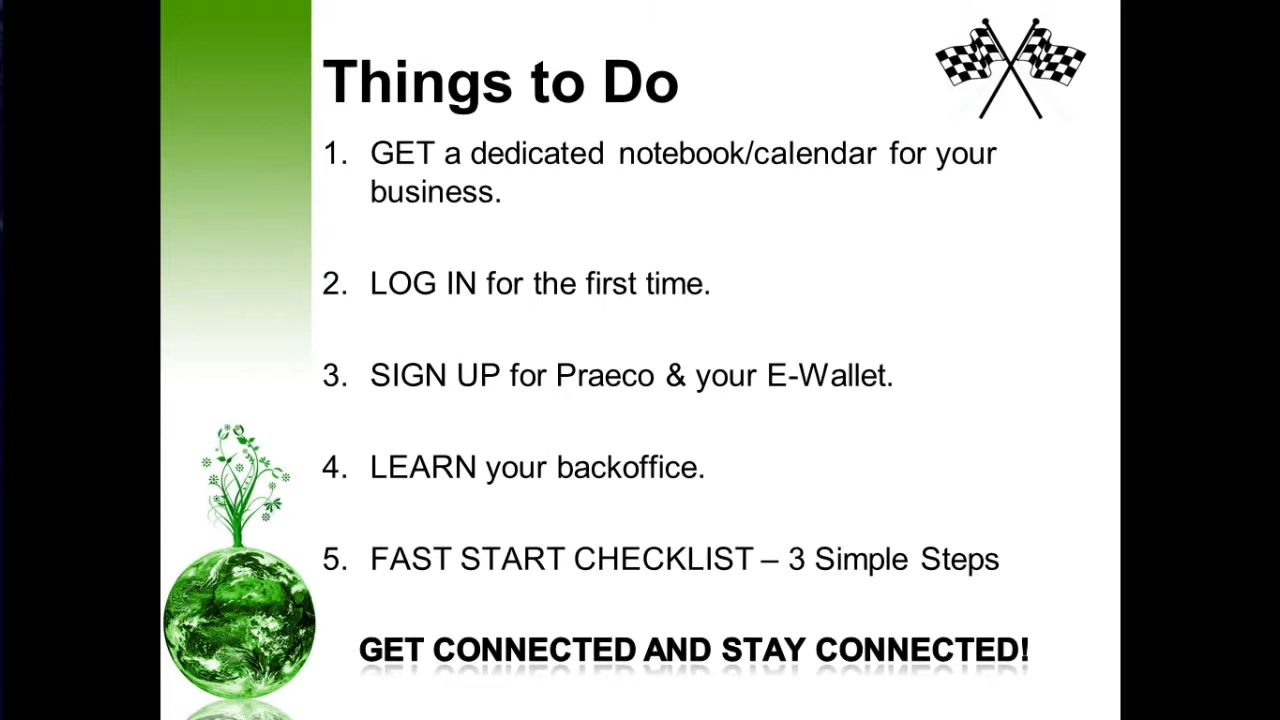 Things to Do
1. GET a dedicated notebook/calendar for your
business.
2. LOG IN for the first time.
3. SIGN UP for Praeco & your E-Wallet.
4. LEARN your backoffice.
5. FAST START CHECKLIST – 3 Simple Steps
GET CONNECTED AND STAY CONNECTED!